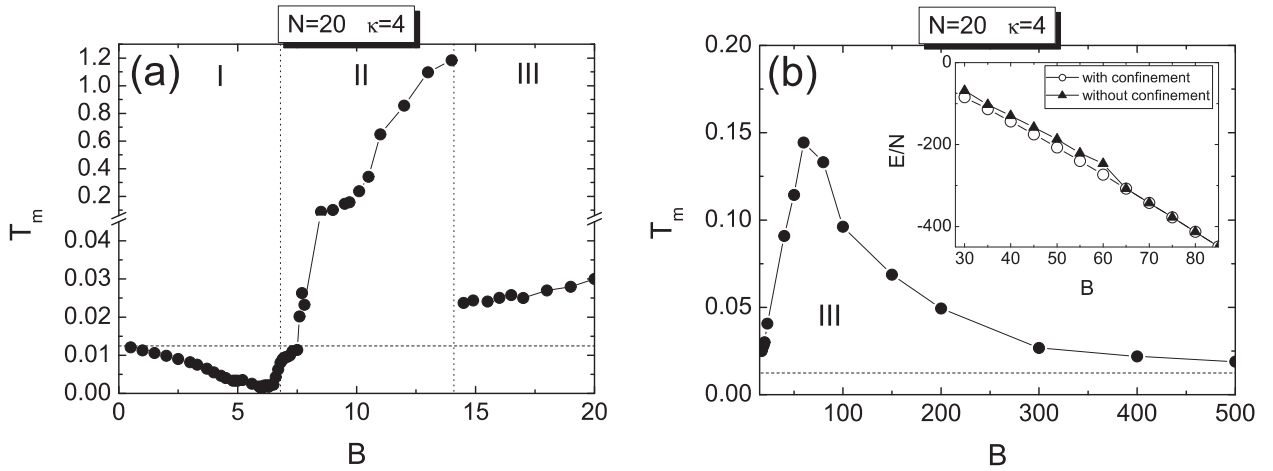 N=20 κ=4
(a)
I
II
III
1.2
1.0
0.8
0.6
0.4
0.2
0.04
0.03
0.02
0.01
0.00
Tm
0 5 10 15 20
B
N=20 κ=4
(b)
III
0.20
0.15
0.10
0.05
0.00
Tm
100 200 300 400 500
B
with confinement
without confinement
0
-200
-400
E/N
30 40 50 60 70 80
B